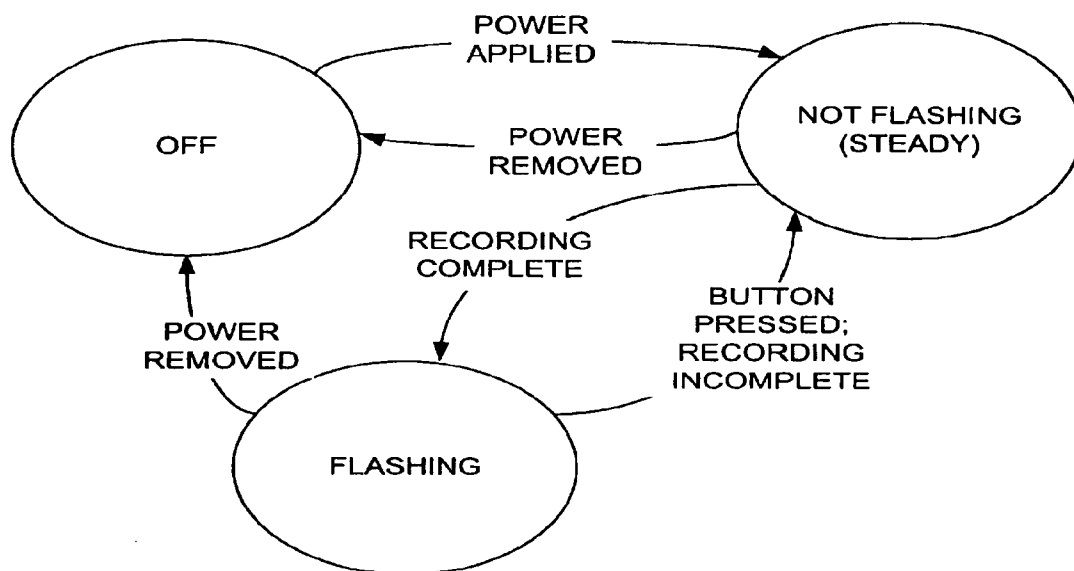 POWER
APPLIED
OFF
NOT FLASHING
(STEADY)
POWER
REMOVED
RECORDING
COMPLETE
BUTTON
PRESSED;
RECORDING
INCOMPLETE
POWER
REMOVED
FLASHING